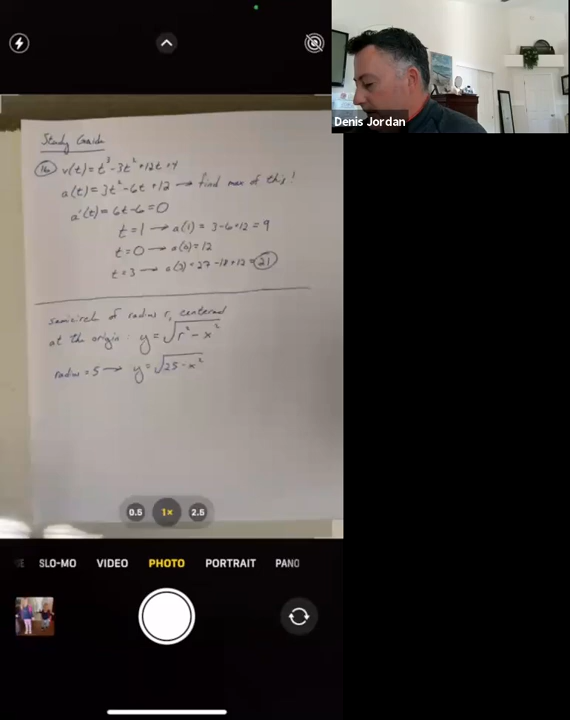 Denis Jordan
Study Guide
16. v(t) = t³ - 3t² + 12t + 4
a(t) = 3t² - 6t + 12 → find max of this!
a'(t) = 6t - 6 = 0
t = 1 → a(1) = 3 - 6 + 12 = 9
t = 0 → a(0) = 12
t = 3 → a(3) = 27 - 18 + 12 = 21
semicircle of radius r, centered
at the origin: y = √(r² - x²)
radius = 5 → y = √(25 - x²)
0.5 1× 2.5
SLO-MO VIDEO PHOTO PORTRAIT PANO